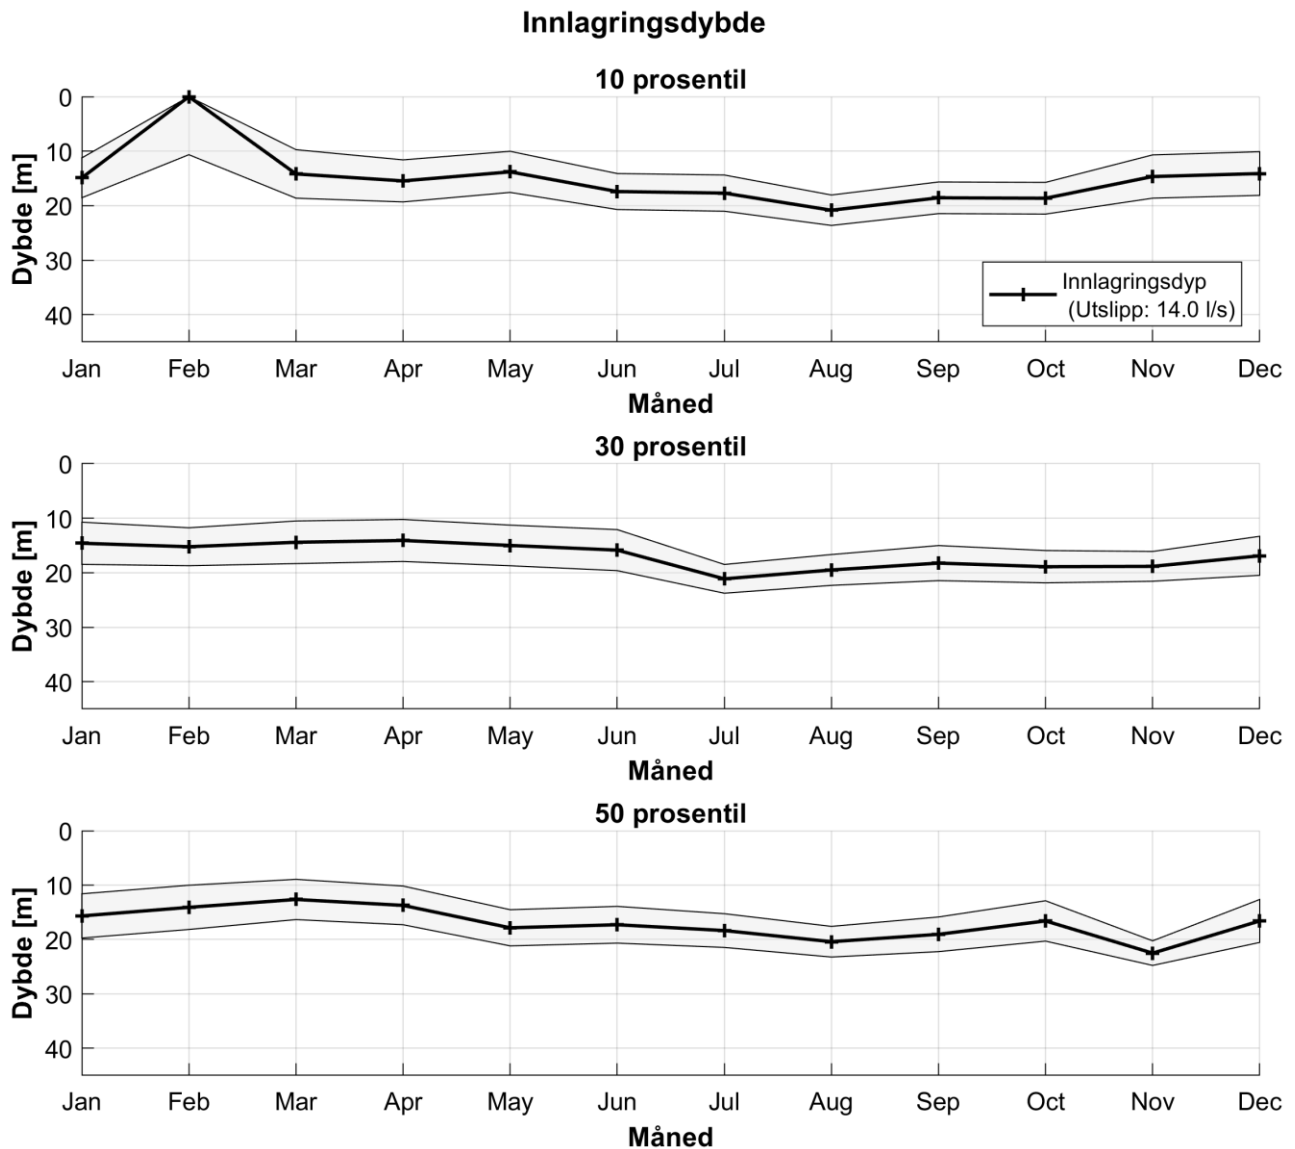 Innlagringsdybde
10 prosentil
Dybde [m]
0
10
20
30
40
Innlagringsdyp
(Utslipp: 14.0 l/s)
Jan Feb Mar Apr May Jun Jul Aug Sep Oct Nov Dec
Måned
30 prosentil
Dybde [m]
0
10
20
30
40
Jan Feb Mar Apr May Jun Jul Aug Sep Oct Nov Dec
Måned
50 prosentil
Dybde [m]
0
10
20
30
40
Jan Feb Mar Apr May Jun Jul Aug Sep Oct Nov Dec
Måned